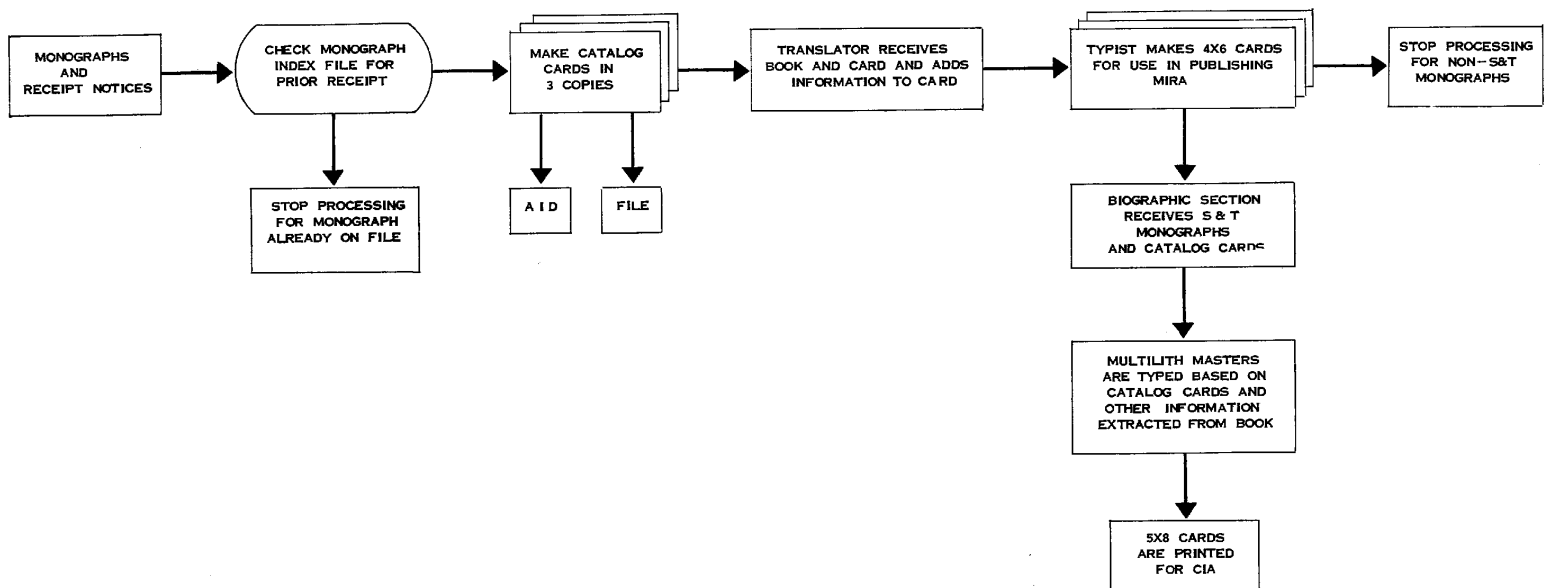 MONOGRAPHS
AND
RECEIPT NOTICES
CHECK MONOGRAPH
INDEX FILE FOR
PRIOR RECEIPT
MAKE CATALOG
CARDS IN
3 COPIES
TRANSLATOR RECEIVES
BOOK AND CARD AND ADDS
INFORMATION TO CARD
TYPIST MAKES 4X6 CARDS
FOR USE IN PUBLISHING
MIRA
STOP PROCESSING
FOR NON-S&T
MONOGRAPHS
STOP PROCESSING
FOR MONOGRAPH
ALREADY ON FILE
AID
FILE
BIOGRAPHIC SECTION
RECEIVES S & T
MONOGRAPHS
AND CATALOG CARDS
MULTILITH MASTERS
ARE TYPED BASED ON
CATALOG CARDS AND
OTHER INFORMATION
EXTRACTED FROM BOOK
5X8 CARDS
ARE PRINTED
FOR CIA